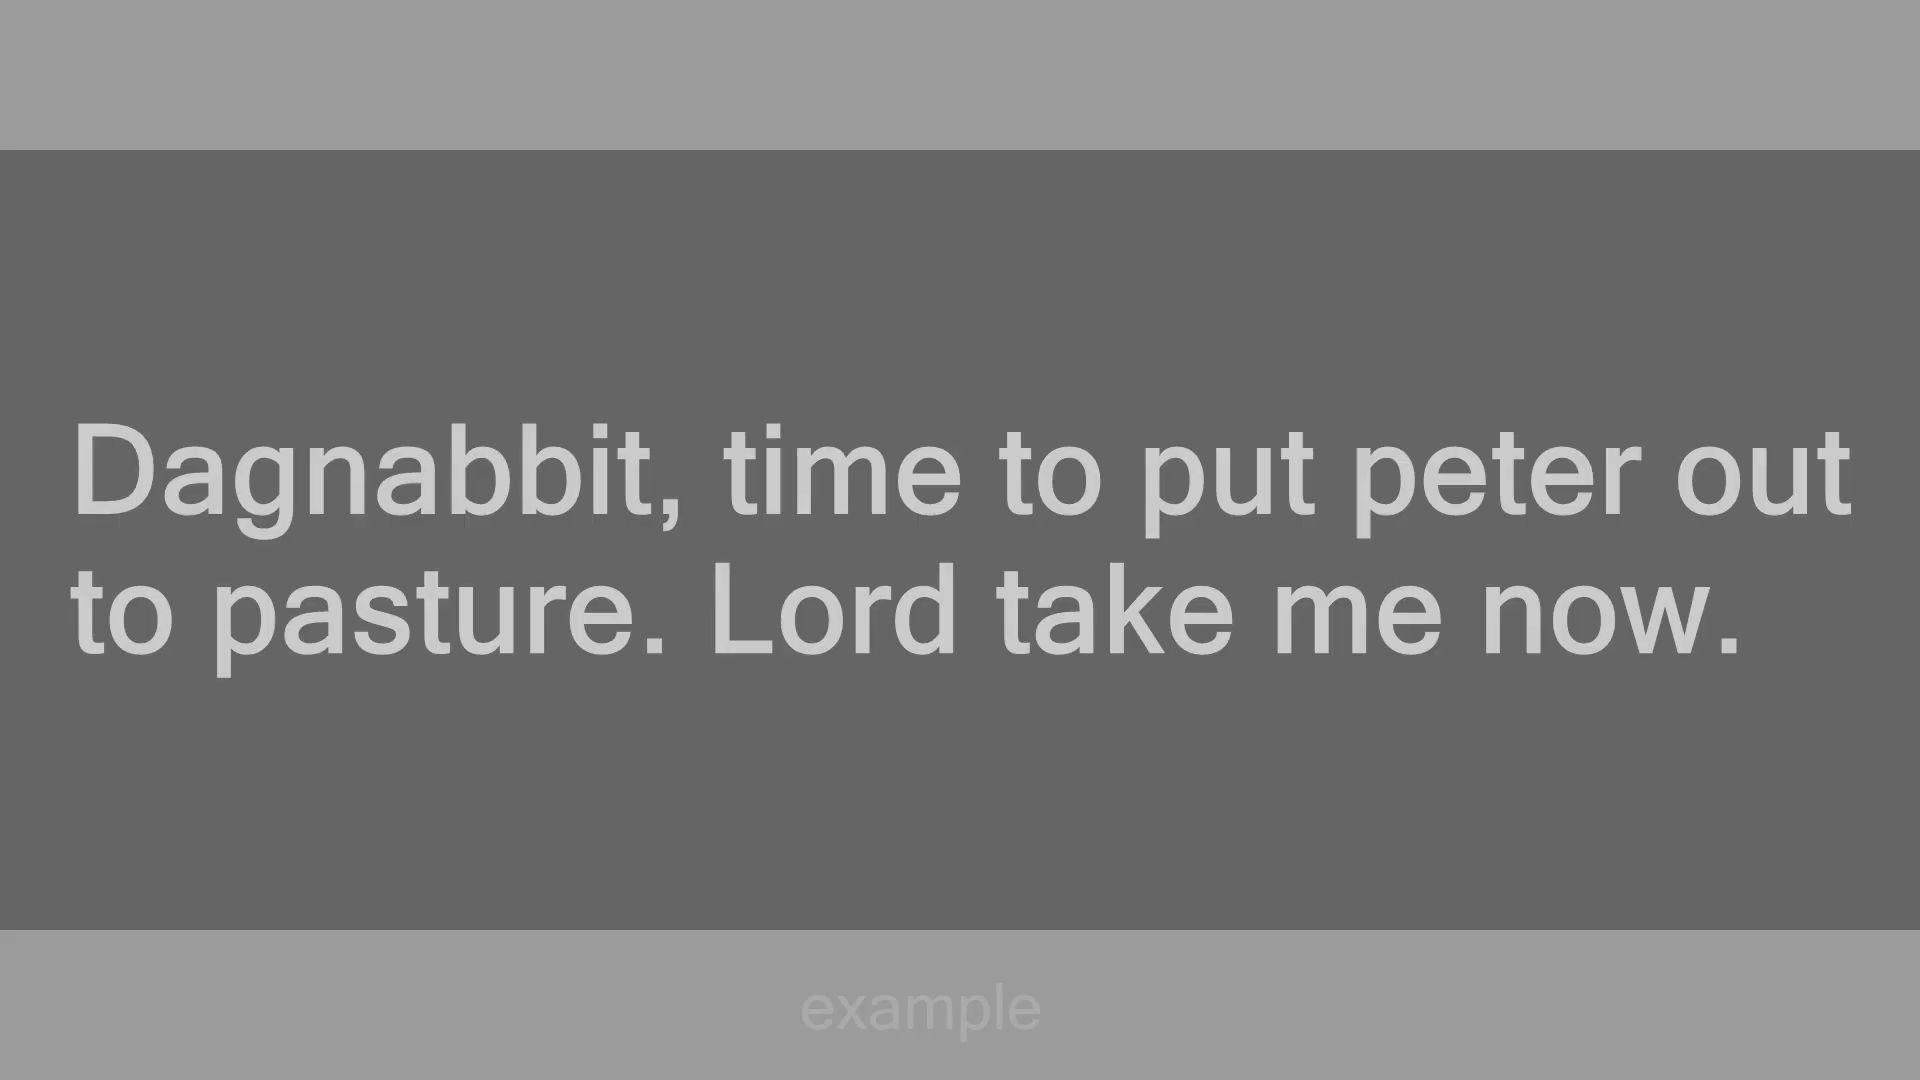 Dagnabbit, time to put peter out
to pasture. Lord take me now.
example